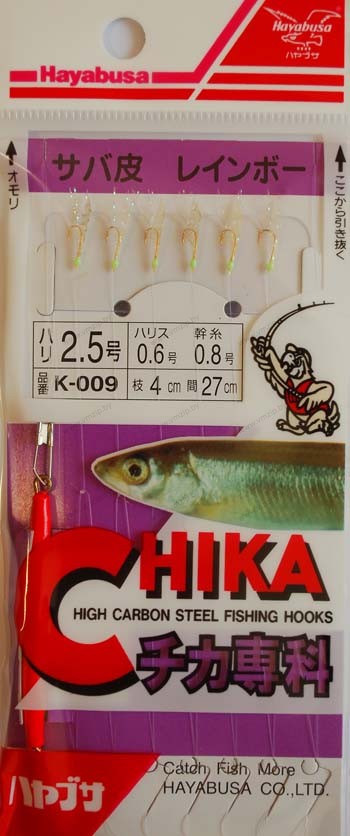 Hayabusa
ハヤブサ
Hayabusa
サバ皮 レインボー
オモリ
ここから引き抜く
ハリ 2.5号
ハリス 0.6号
幹糸 0.8号
品番 K-009
枝 4cm 間 27cm
CHIKA
HIGH CARBON STEEL FISHING HOOKS
チカ専科
ハヤブサ
Catch Fish More
HAYABUSA CO.,LTD.